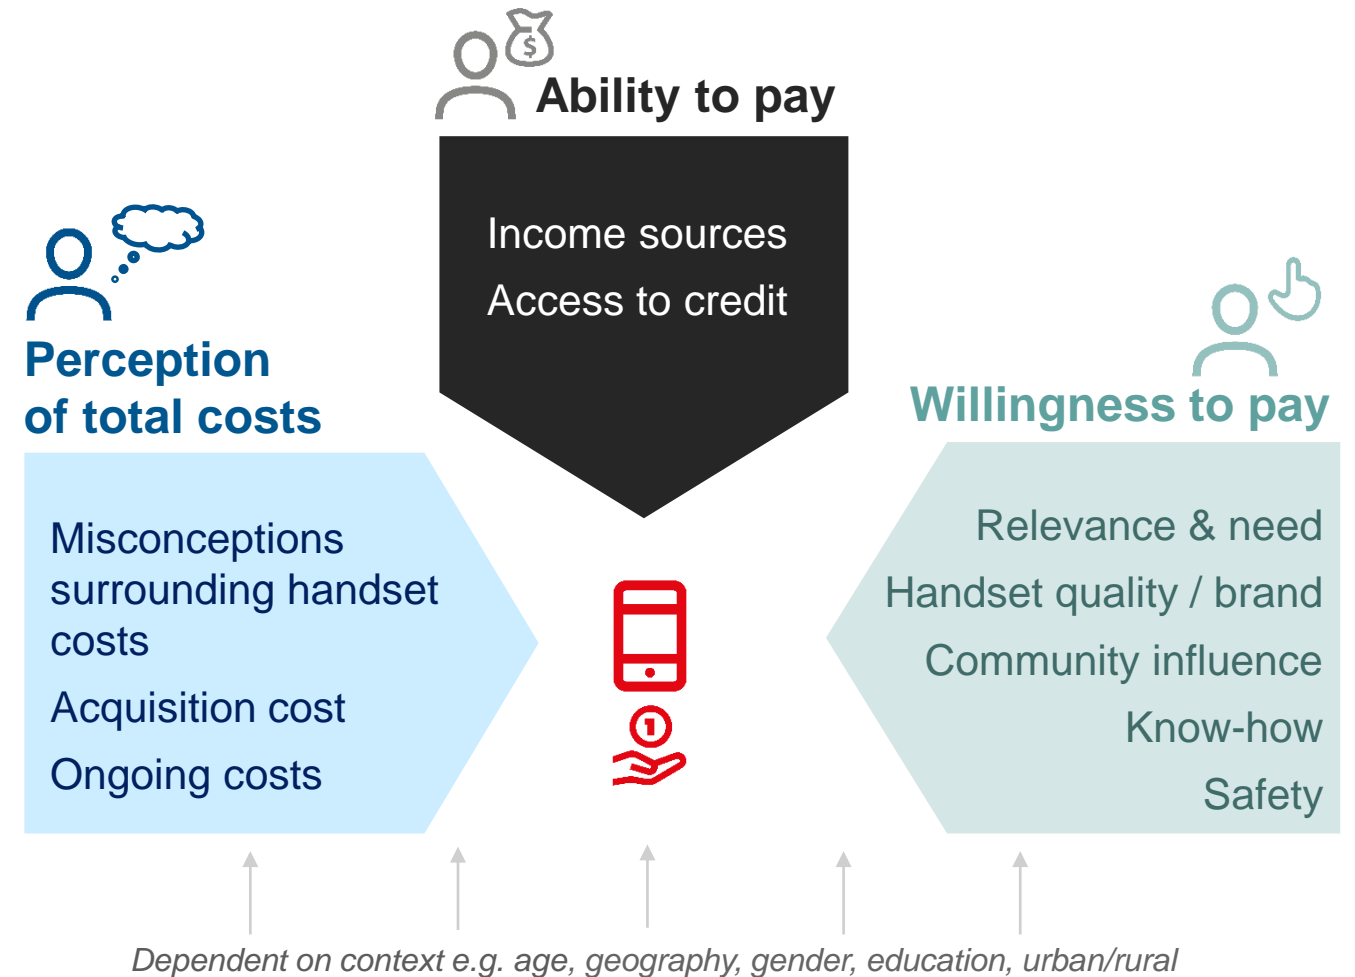 $
Ability to pay
Income sources
Access to credit
Perception
of total costs
Misconceptions
surrounding handset
costs
Acquisition cost
Ongoing costs
Willingness to pay
Relevance & need
Handset quality / brand
Community influence
Know-how
Safety
1
Dependent on context e.g. age, geography, gender, education, urban/rural